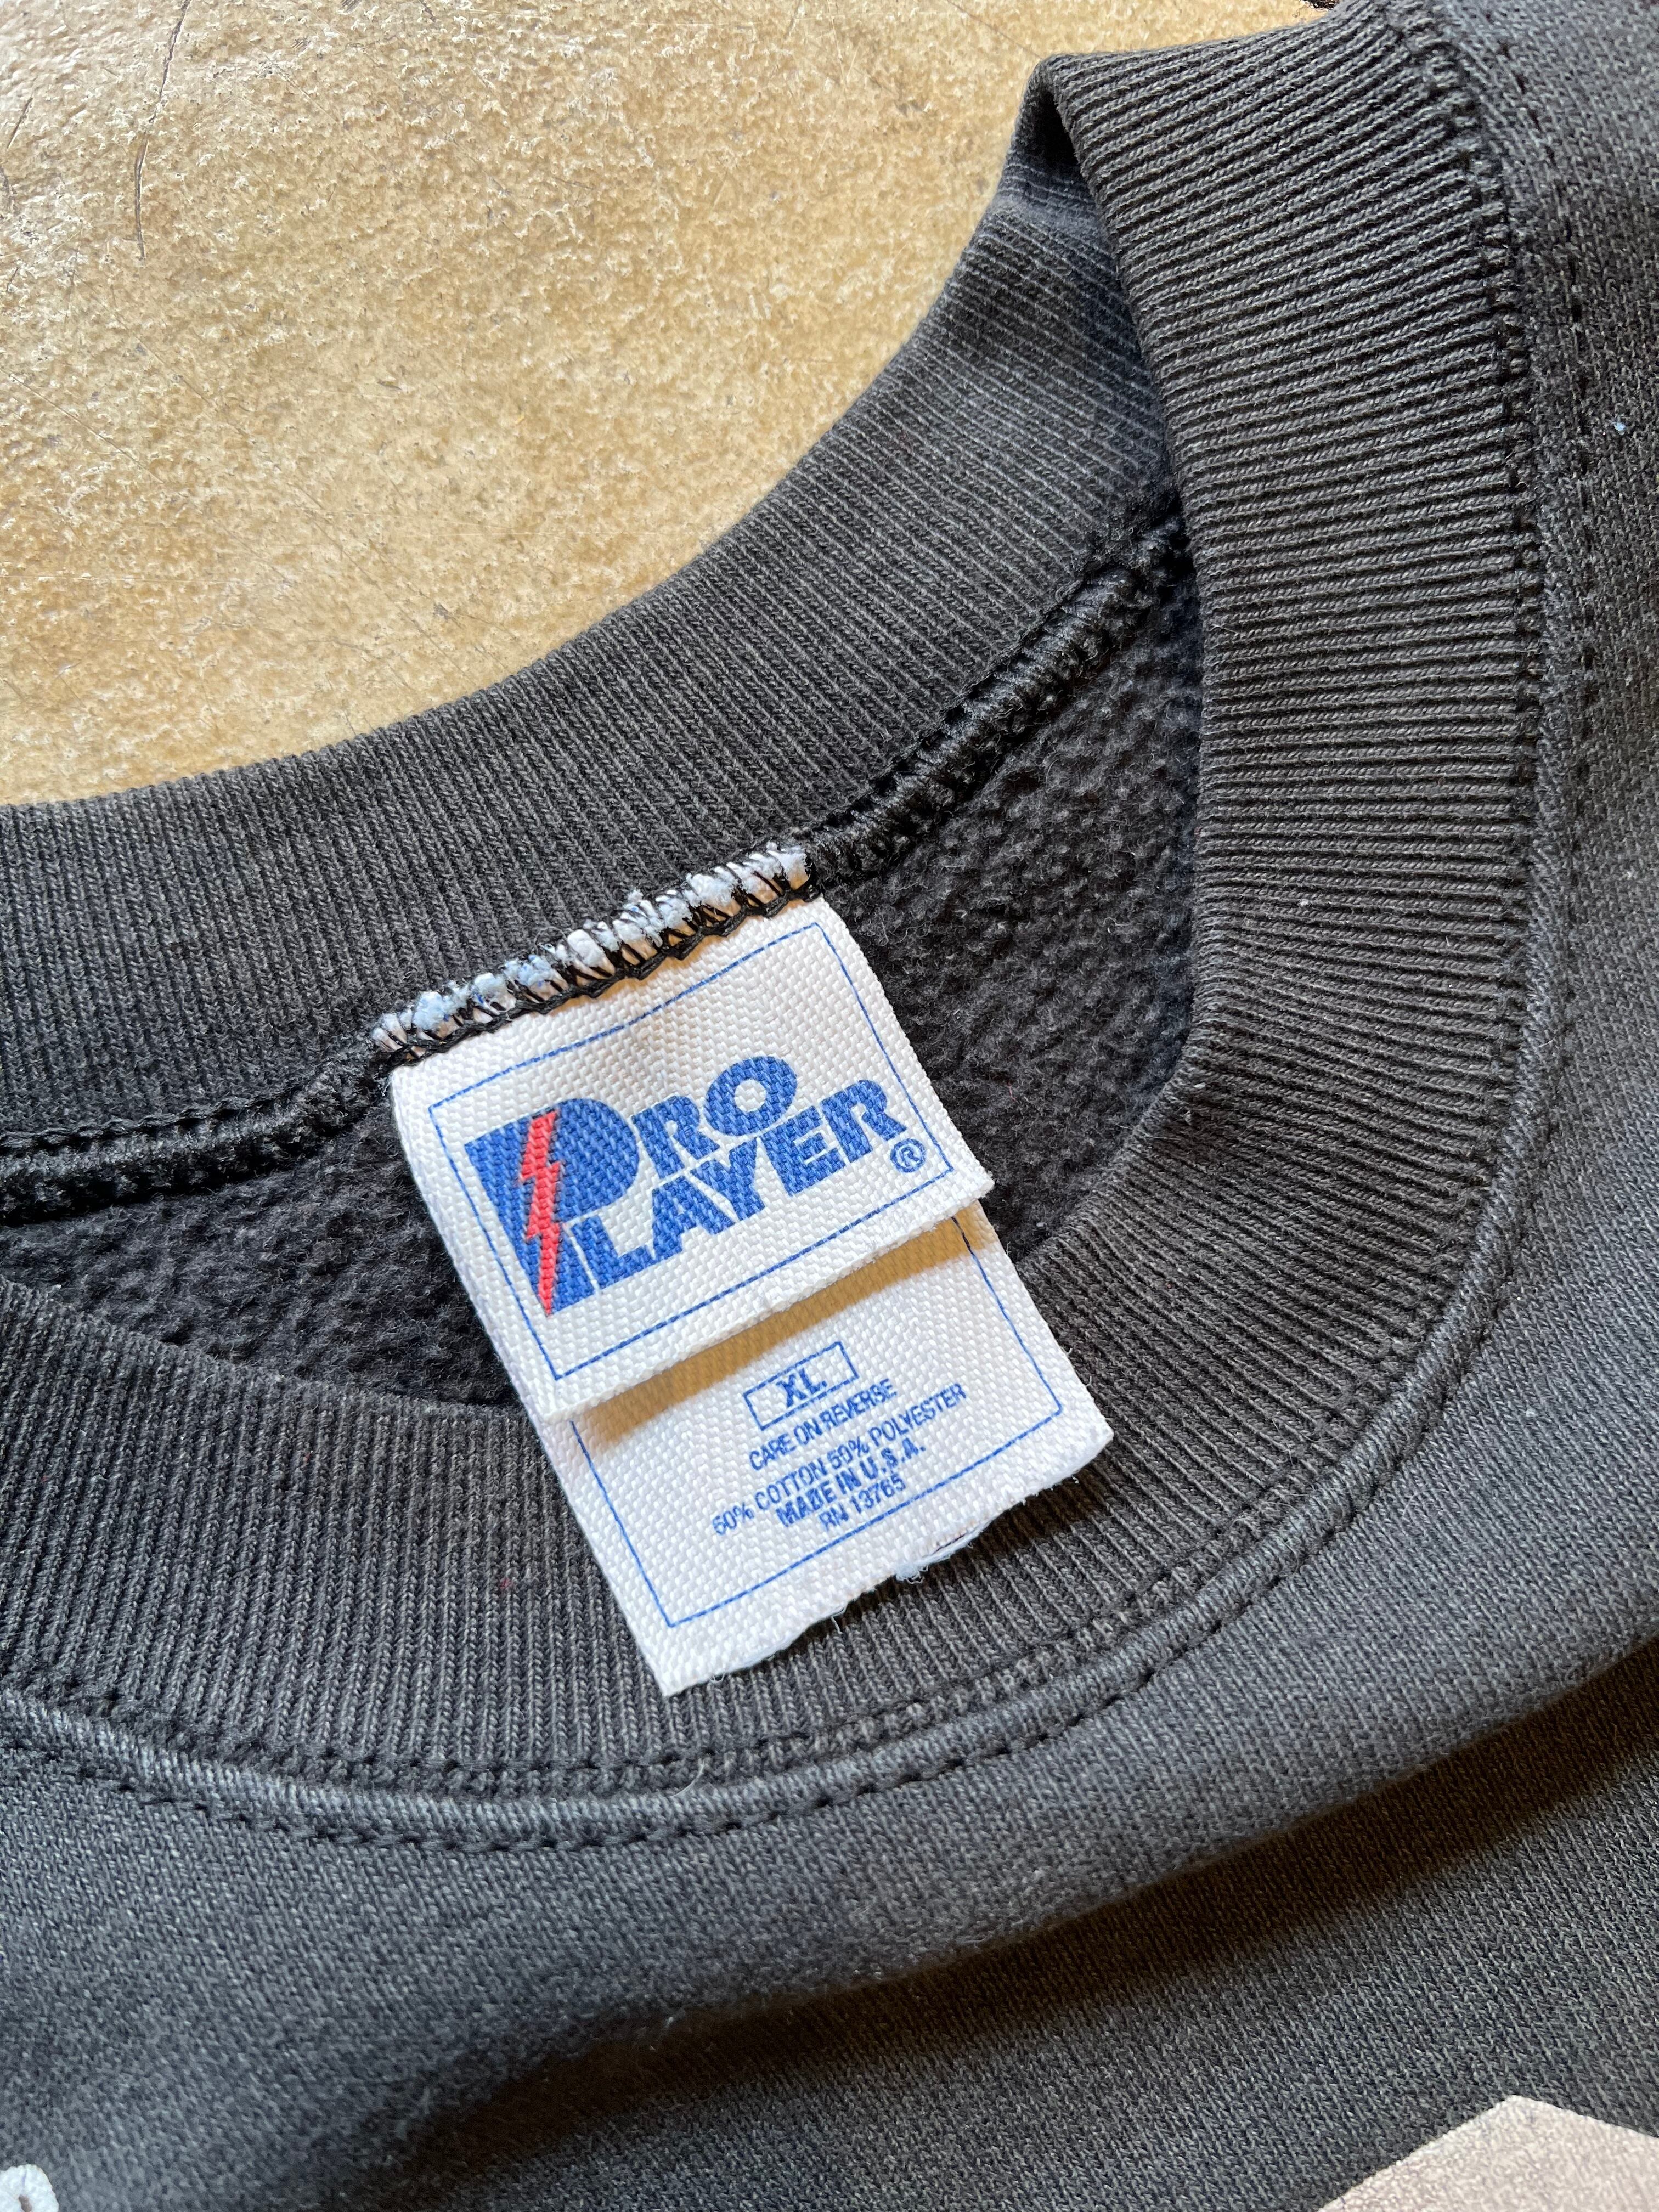 PRO
PLAYER®
XL
CARE ON REVERSE
50% COTTON 50% POLYESTER
MADE IN U.S.A.
RN 13765